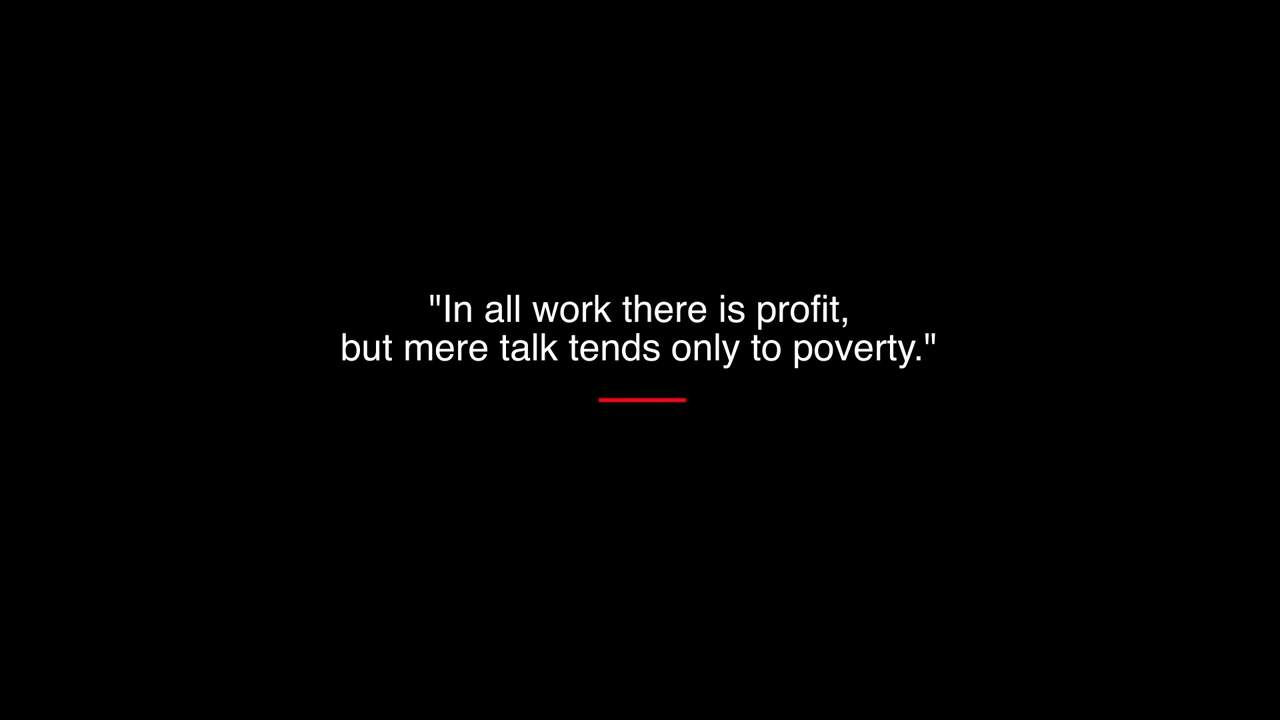 "In all work there is profit,
but mere talk tends only to poverty."